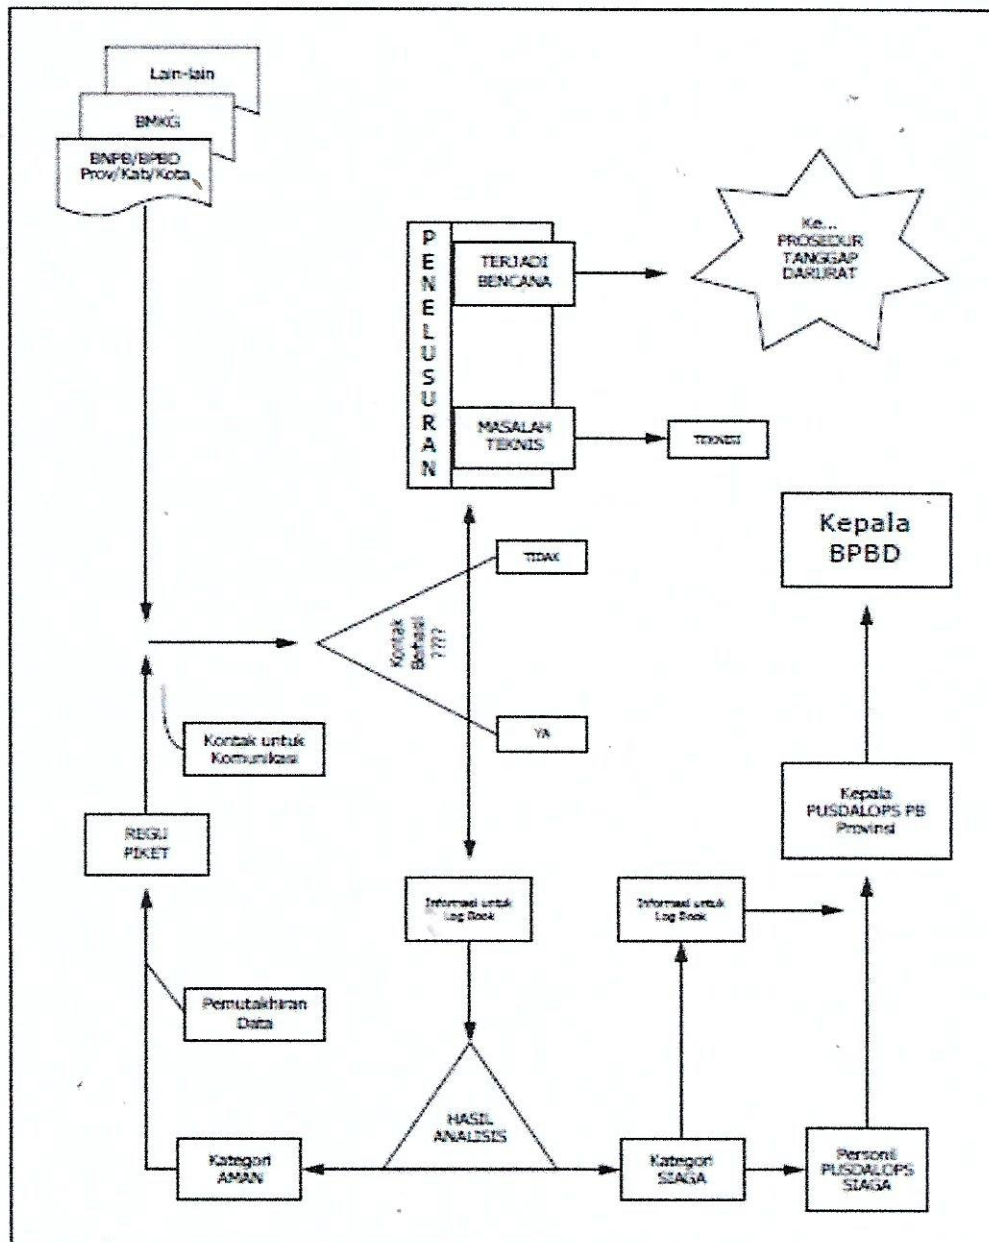 Lain-lain
BMKG
BNPB/BPBD
Prov/Kab/Kota
PENELUSURAN
TERJADI
BENCANA
Ke...
PROSEDUR
TANGGAP
DARURAT
MASALAH
TEKNIS
TEKNISI
Kepala
BPBD
TIDAK
Kontak
Berhasil
????
YA
Kontak untuk
Komunikasi
REGU
PIKET
Kepala
PUSDALOPS PB
Provinsi
Informasi untuk
Log Book
Informasi untuk
Log Book
Pemutakhiran
Data
HASIL
ANALISIS
Kategori
AMAN
Kategori
SIAGA
Personil
PUSDALOPS
SIAGA